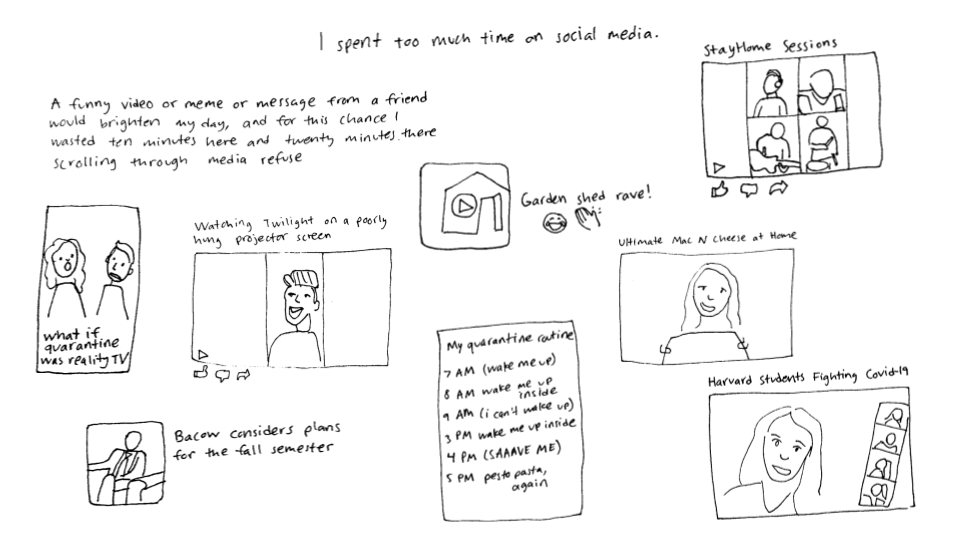 I spent too much time on social media.
StayHome Sessions
A funny video or meme or message from a friend
would brighten my day, and for this chance I
wasted ten minutes here and twenty minutes there
scrolling through media refuse
Garden shed rave!
Watching Twilight on a poorly
hung projector screen
Ultimate Mac N Cheese at Home
what if
quarantine
was reality TV
My quarantine routine
7 AM (wake me up)
8 AM wake me up
inside
9 AM (i can't wake up)
3 PM wake me up inside
4 PM (SAAAVE ME)
5 PM pesto pasta,
again
Harvard Students Fighting Covid-19
Bacow considers plans
for the fall semester